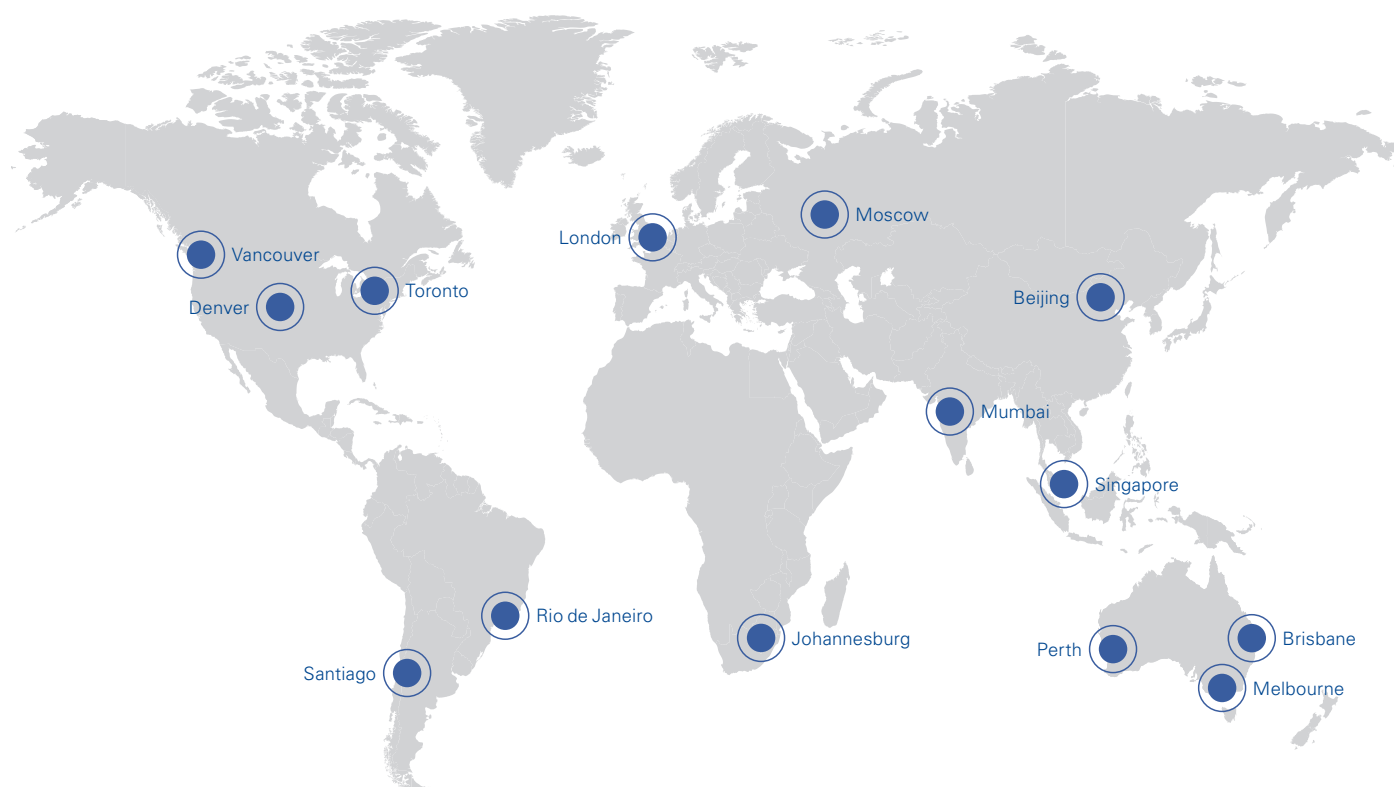 Moscow
London
Vancouver
Toronto
Beijing
Denver
Mumbai
Singapore
Rio de Janeiro
Johannesburg
Brisbane
Perth
Santiago
Melbourne